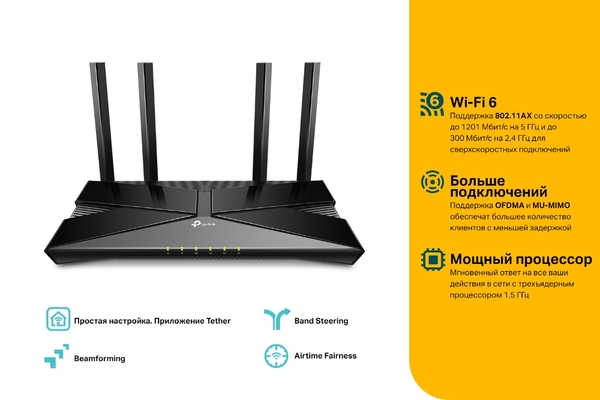 tp-link
Простая настройка. Приложение Tether
Band Steering
Beamforming
Airtime Fairness
6
Wi-Fi 6
Поддержка 802.11AX со скоростью
до 1201 Мбит/с на 5 ГГц и до
300 Мбит/с на 2,4 ГГц для
сверхскоростных подключений
Больше
подключений
Поддержка OFDMA и MU-MIMO
обеспечат большее количество
клиентов с меньшей задержкой
Мощный процессор
Мгновенный ответ на все ваши
действия в сети с трехъядерным
процессором 1,5 ГГц